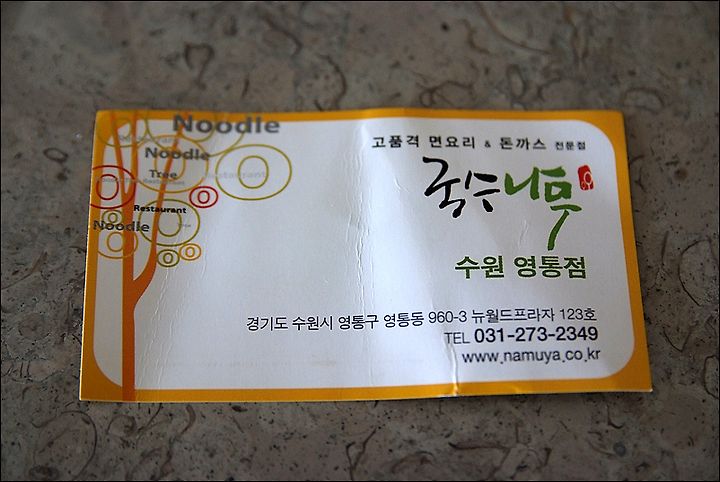 Noodle
Noodle
Tree
Restaurant
Restaurant
Noodle
고품격 면요리 & 돈까스 전문점
국수나무
수원 영통점
경기도 수원시 영통구 영통동 960-3 뉴월드프라자 123호
TEL 031-273-2349
www.namuya.co.kr